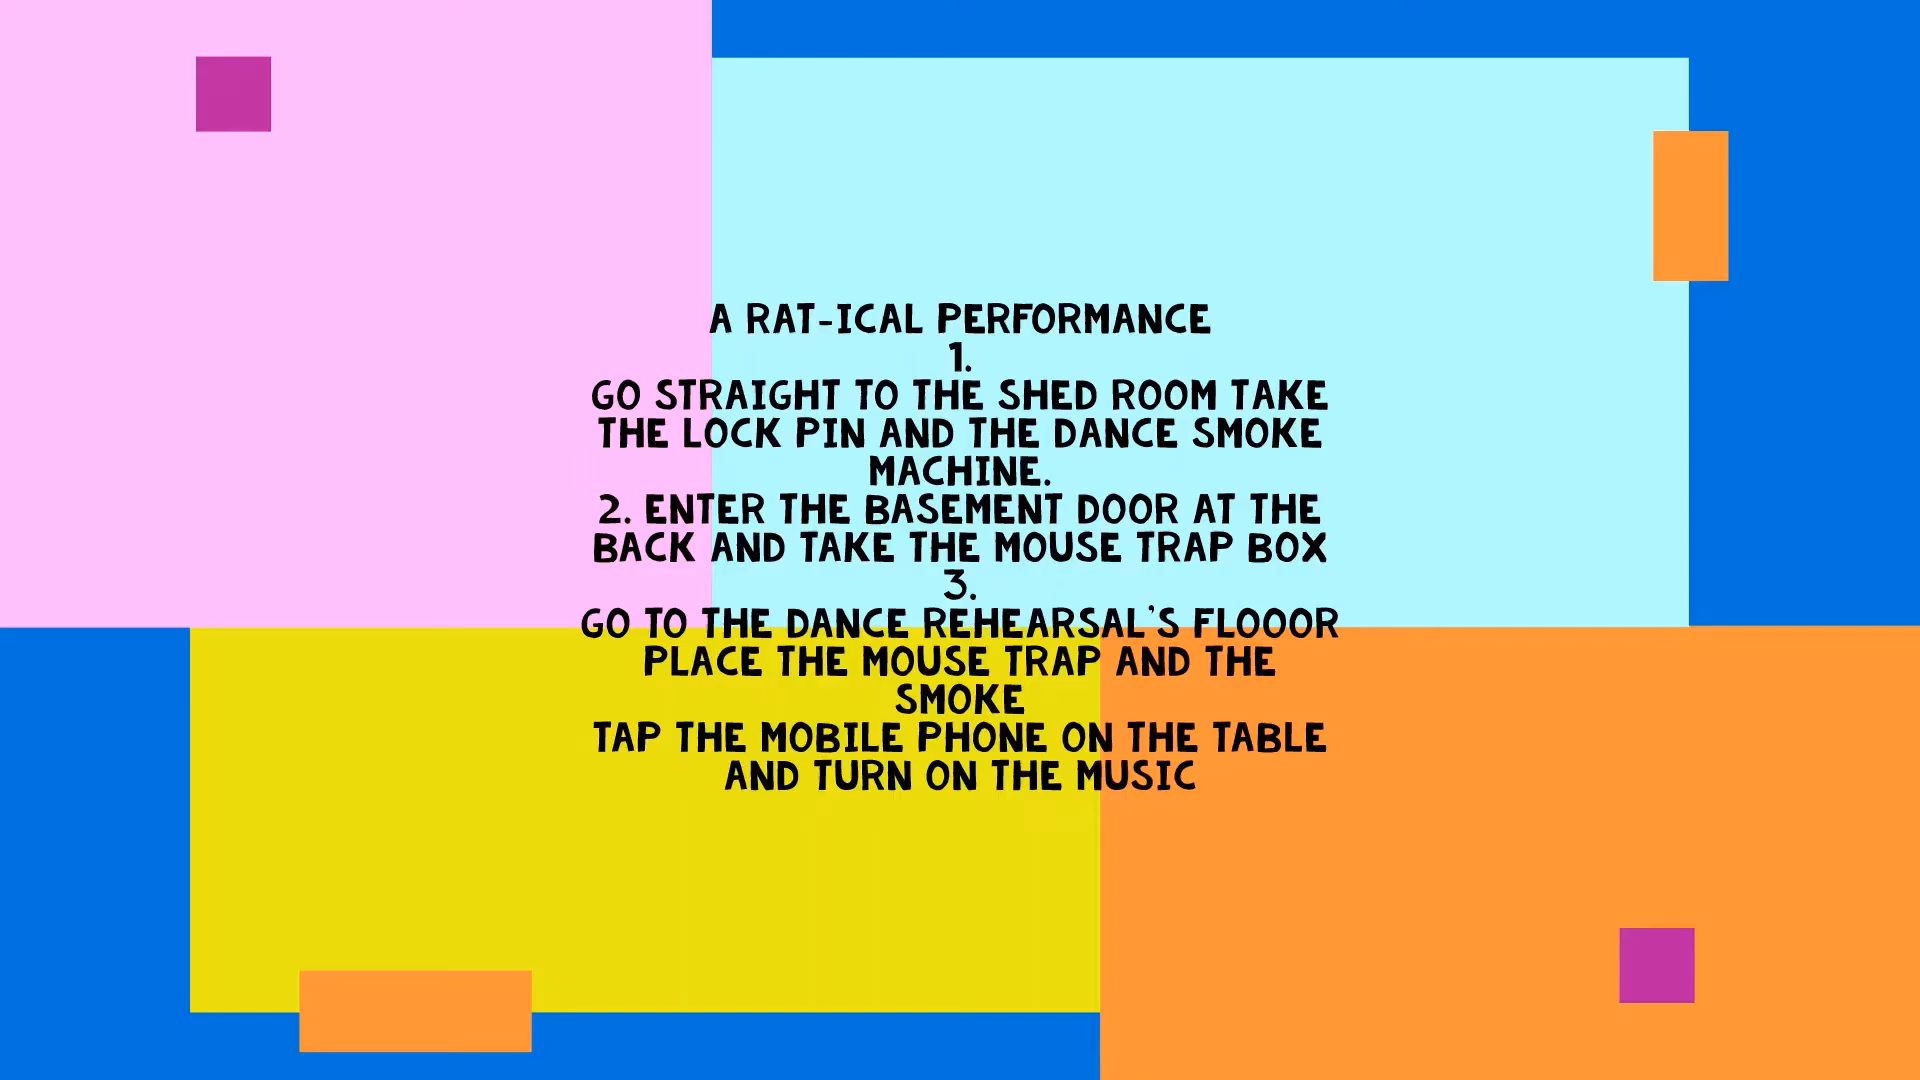 A RAT-ICAL PERFORMANCE
1.
GO STRAIGHT TO THE SHED ROOM TAKE
THE LOCK PIN AND THE DANCE SMOKE
MACHINE.
2. ENTER THE BASEMENT DOOR AT THE
BACK AND TAKE THE MOUSE TRAP BOX
3.
GO TO THE DANCE REHEARSAL'S FLOOOR
PLACE THE MOUSE TRAP AND THE
SMOKE
TAP THE MOBILE PHONE ON THE TABLE
AND TURN ON THE MUSIC